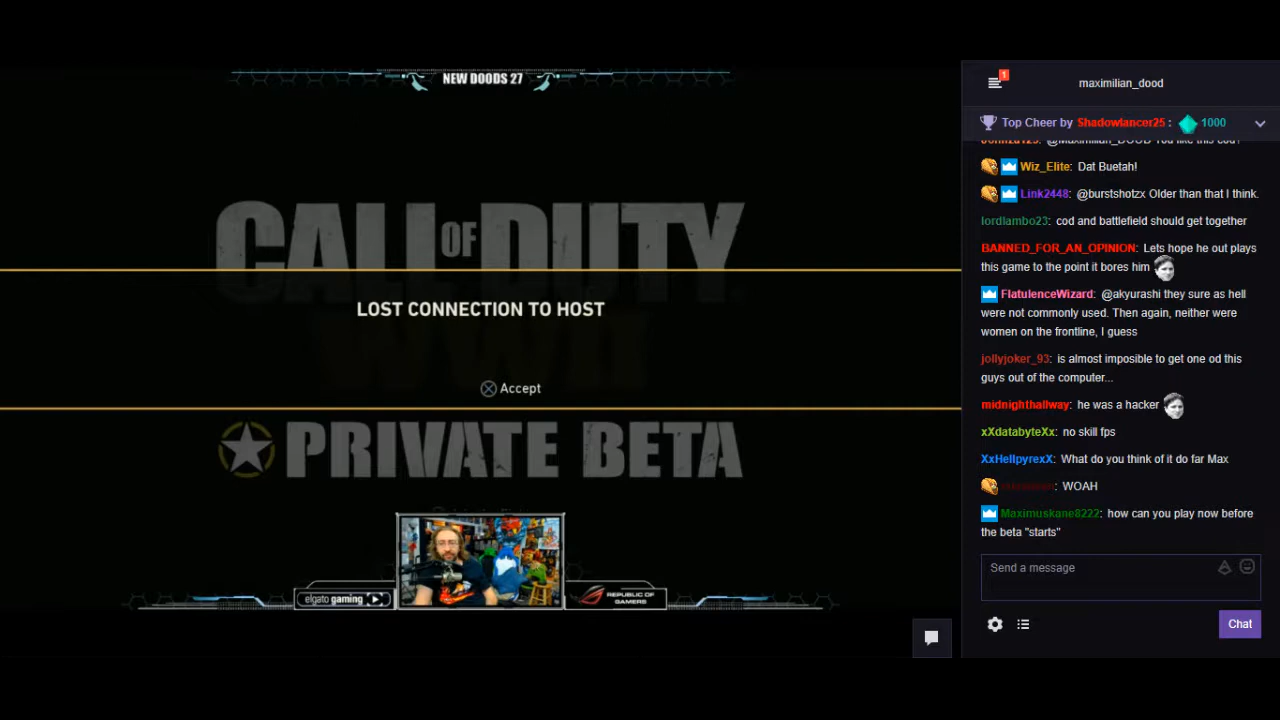 NEW DOODS 27
CALL OF DUTY
WWII
LOST CONNECTION TO HOST
Accept
PRIVATE BETA
elgato gaming
REPUBLIC OF
GAMERS
1
maximilian_dood
Top Cheer by Shadowlancer25 : 1000
Wiz_Elite: Dat Buetah!
Link2448: @burstshotzx Older than that I think.
lordlambo23: cod and battlefield should get together
BANNED_FOR_AN_OPINION: Lets hope he out plays
this game to the point it bores him
FlatulenceWizard: @akyurashi they sure as hell
were not commonly used. Then again, neither were
women on the frontline, I guess
jollyjoker_93: is almost imposible to get one od this
guys out of the computer...
midnighthallway: he was a hacker
xXdatabyteXx: no skill fps
XxHellpyrexX: What do you think of it do far Max
: WOAH
Maximuskane8222: how can you play now before
the beta "starts"
Send a message
Chat